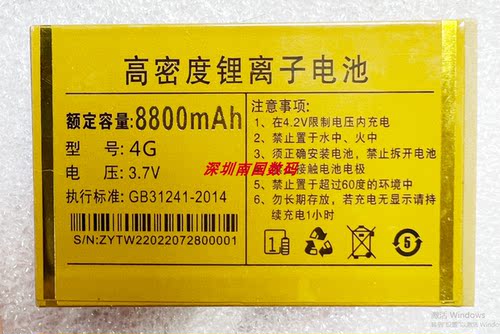 高密度锂离子电池
额定容量:8800mAh
型 号: 4G
电 压: 3.7V
执行标准: GB31241-2014
S/N:ZYTW22022072800001
注意事项:
1、在4.2V限制电压内充电
2、禁止置于水中、火中
3、须正确安装电池，禁止拆开电池
接触电池电极
5、禁止置于超过60度的环境中
6、勿长期存放，若充电无显示请持
续充电1小时
深圳南国数码
1
6
激活 Windows